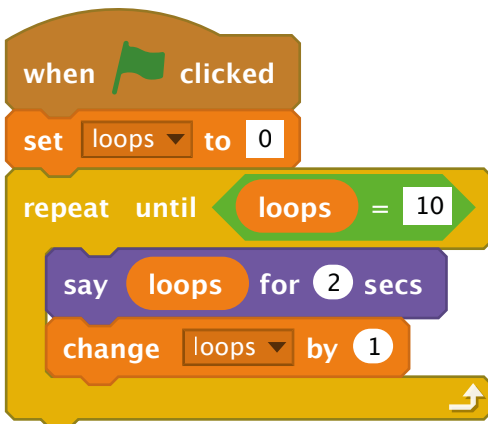 when clicked
set loops to 0
repeat until loops = 10
say loops for 2 secs
change loops by 1